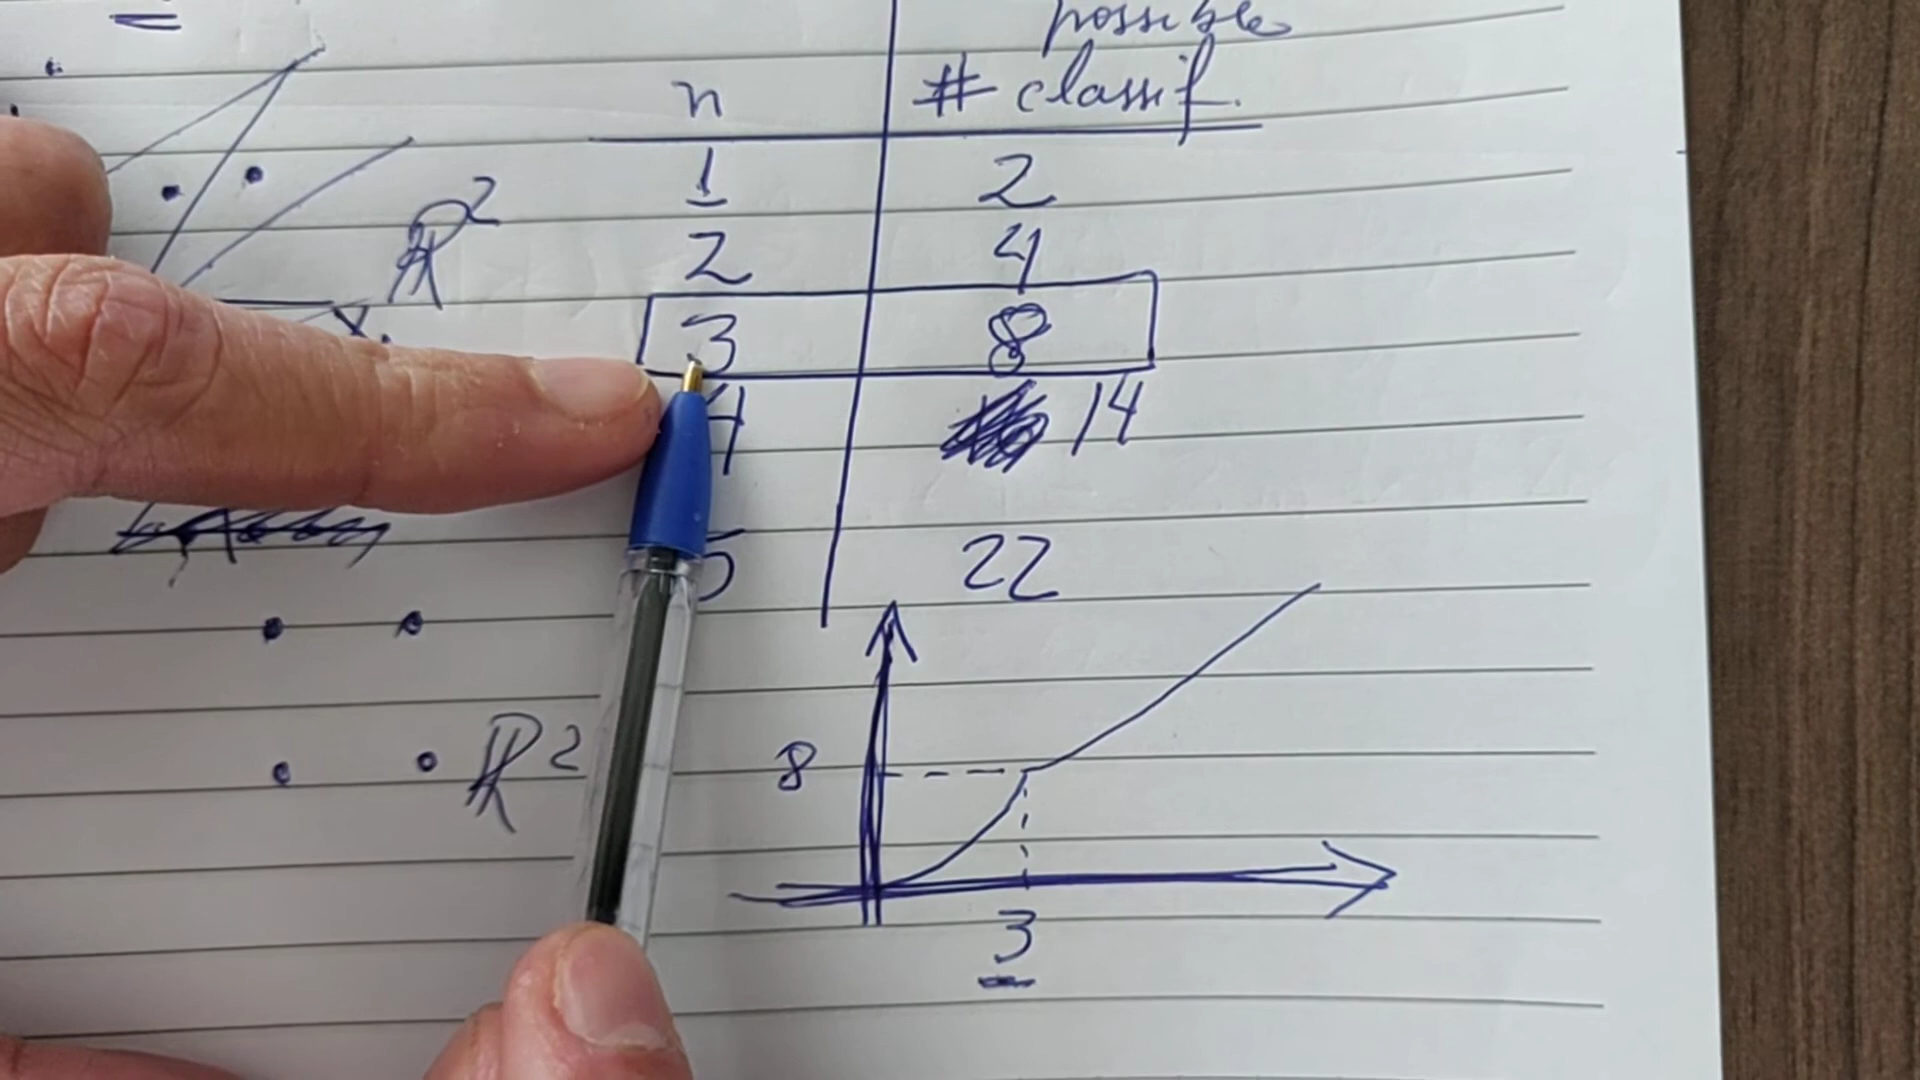 possible
n # classif.
1 2
2 4
ℝ² 3 8
4 14
5 22
ℝ² 8
3